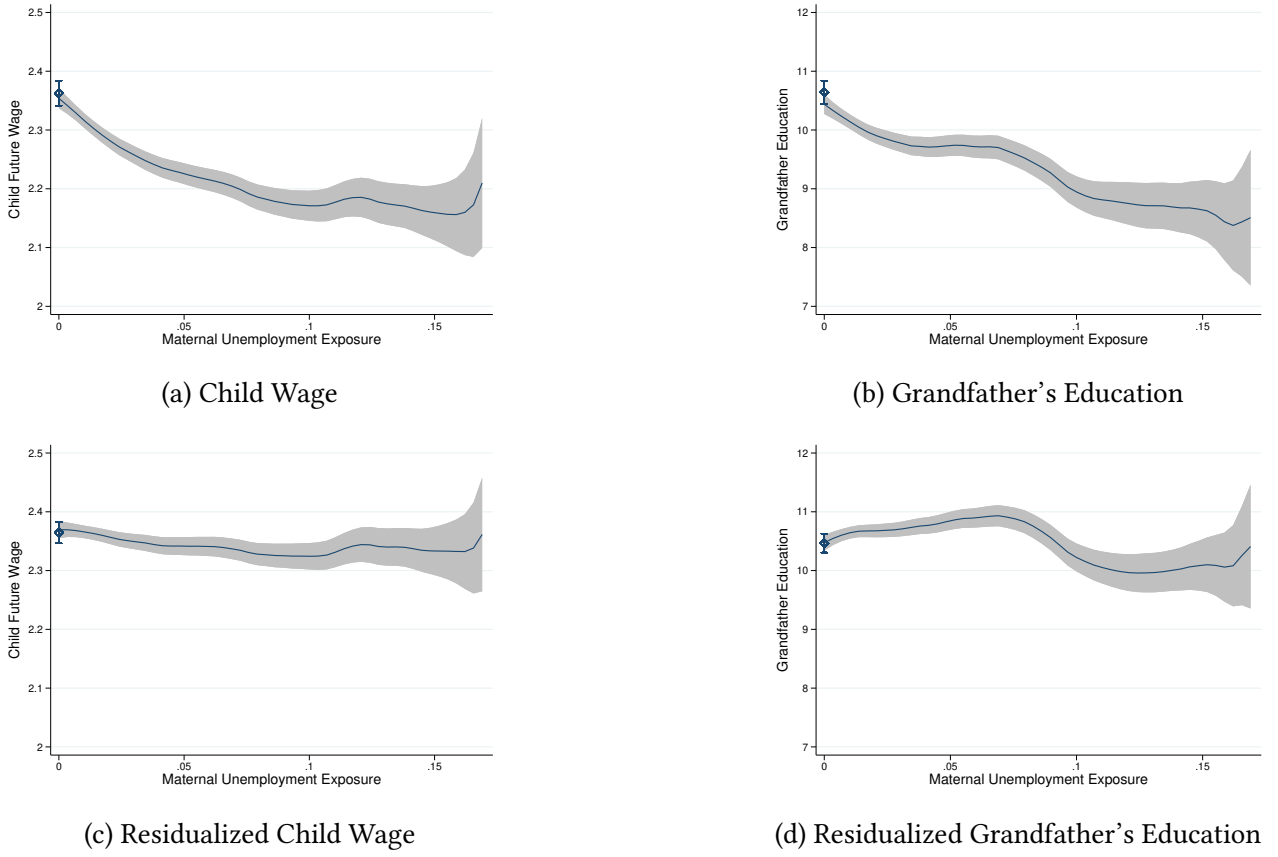 2.5
2.4
2.3
2.2
2.1
2
Child Future Wage
0 .05 .1 .15
Maternal Unemployment Exposure
(a) Child Wage
12
11
10
9
8
7
Grandfather Education
0 .05 .1 .15
Maternal Unemployment Exposure
(b) Grandfather’s Education
2.5
2.4
2.3
2.2
2.1
2
Child Future Wage
0 .05 .1 .15
Maternal Unemployment Exposure
(c) Residualized Child Wage
12
11
10
9
8
7
Grandfather Education
0 .05 .1 .15
Maternal Unemployment Exposure
(d) Residualized Grandfather’s Education